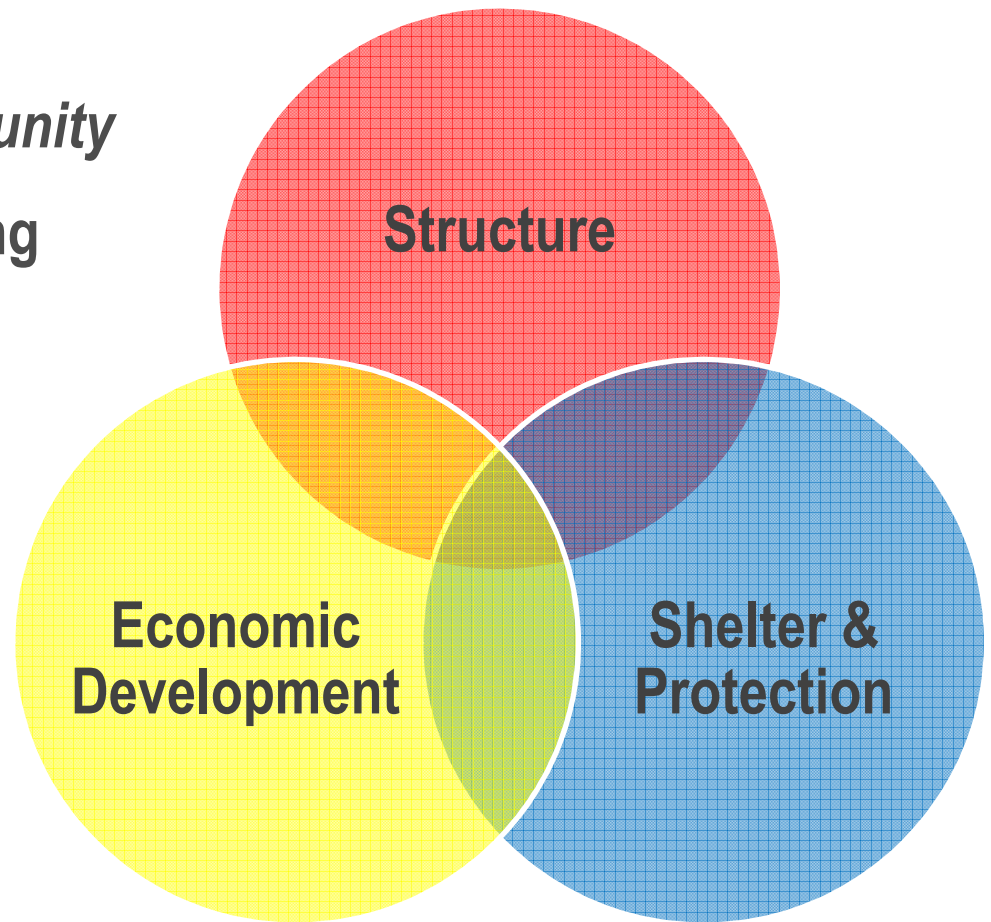 unity
ng
Structure
Economic
Development
Shelter &
Protection